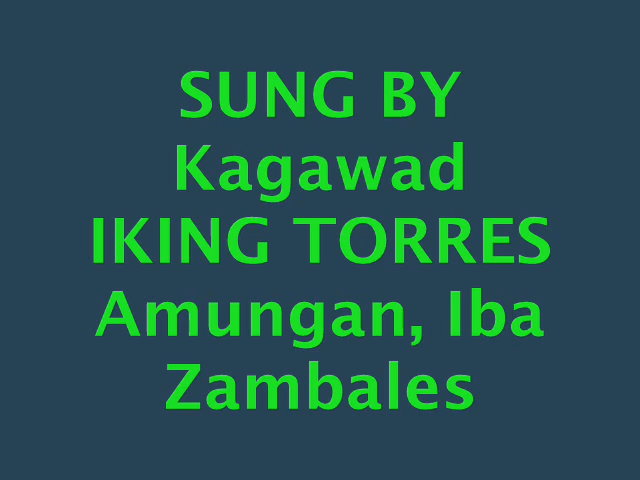 SUNG BY
Kagawad
IKING TORRES
Amungan, Iba
Zambales